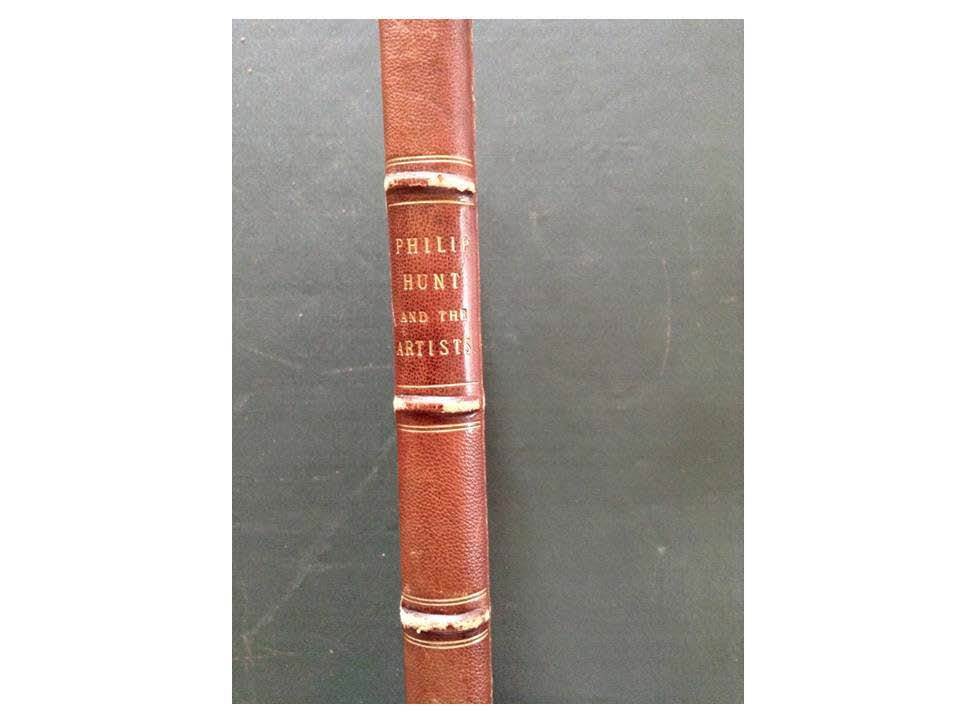 PHILIP
HUNT
AND THE
ARTISTS